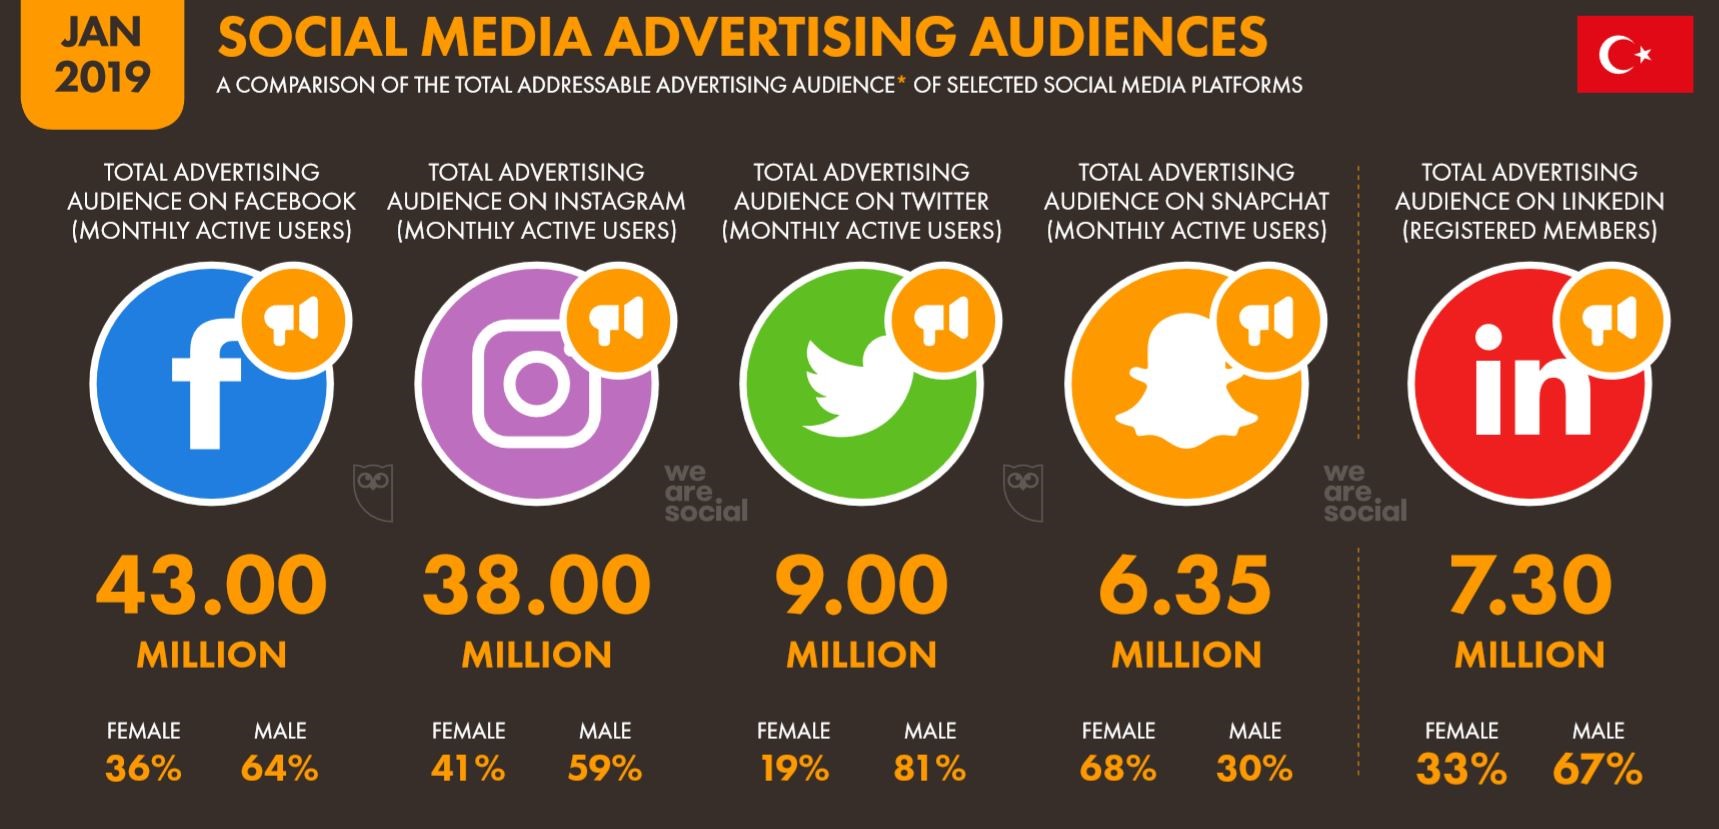 JAN
2019
SOCIAL MEDIA ADVERTISING AUDIENCES
A COMPARISON OF THE TOTAL ADDRESSABLE ADVERTISING AUDIENCE* OF SELECTED SOCIAL MEDIA PLATFORMS
TOTAL ADVERTISING
AUDIENCE ON FACEBOOK
(MONTHLY ACTIVE USERS)
f
43.00
MILLION
FEMALE MALE
36% 64%
TOTAL ADVERTISING
AUDIENCE ON INSTAGRAM
(MONTHLY ACTIVE USERS)
38.00
MILLION
FEMALE MALE
41% 59%
TOTAL ADVERTISING
AUDIENCE ON TWITTER
(MONTHLY ACTIVE USERS)
9.00
MILLION
FEMALE MALE
19% 81%
TOTAL ADVERTISING
AUDIENCE ON SNAPCHAT
(MONTHLY ACTIVE USERS)
6.35
MILLION
FEMALE MALE
68% 30%
TOTAL ADVERTISING
AUDIENCE ON LINKEDIN
(REGISTERED MEMBERS)
in
7.30
MILLION
FEMALE MALE
33% 67%
we
are
social
we
are
social